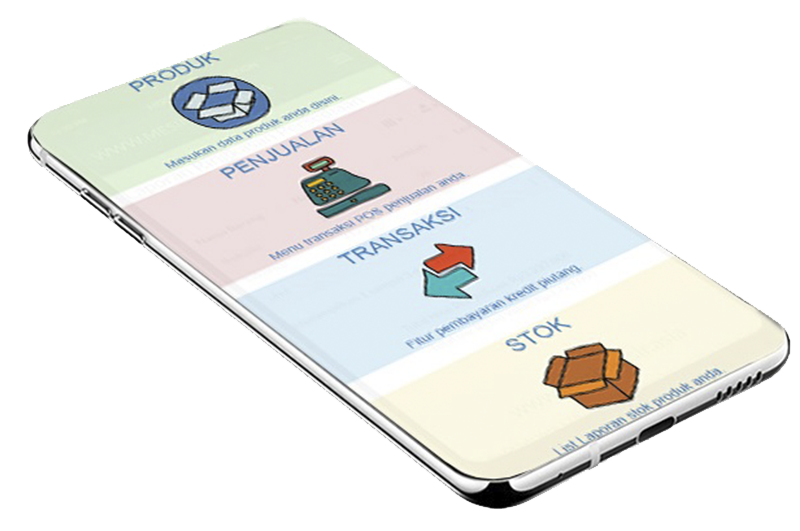 PRODUK
Masukan data produk anda disini.
PENJUALAN
Menu transaksi POS penjualan anda.
TRANSAKSI
Fitur pembayaran kredit piutang
STOK
List Laporan stok produk anda.